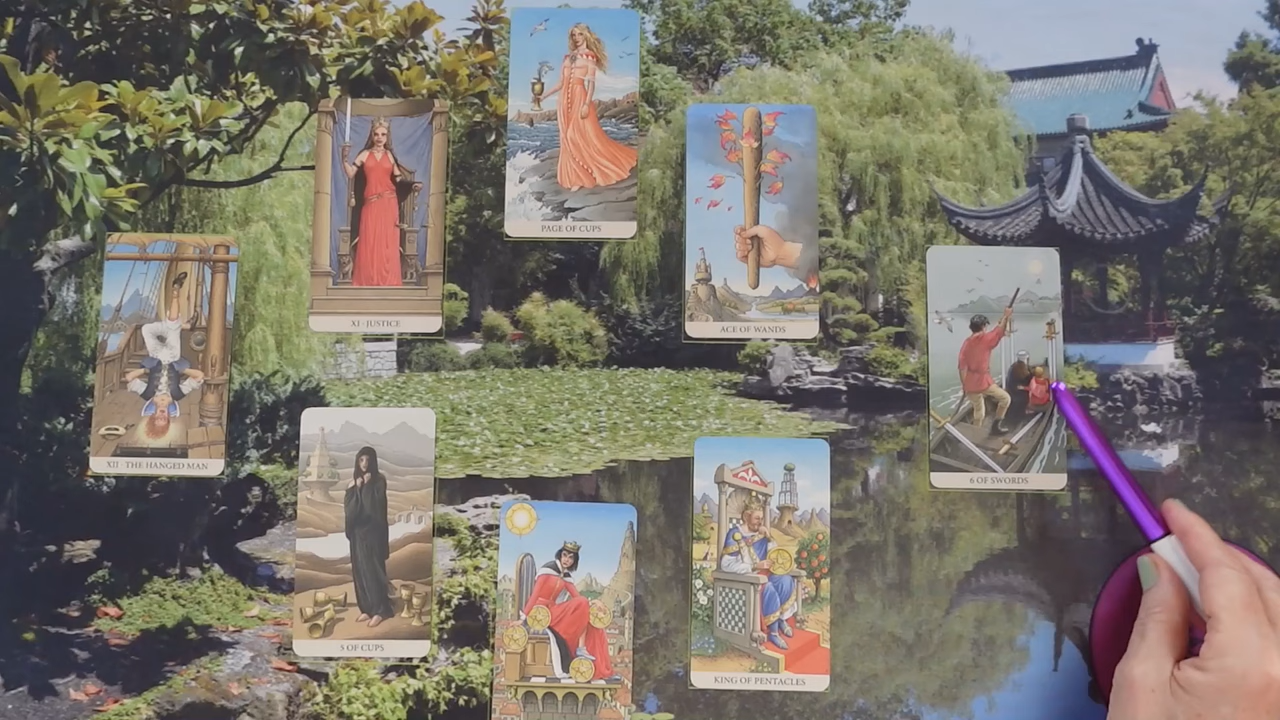 PAGE OF CUPS
XI · JUSTICE
ACE OF WANDS
XII · THE HANGED MAN
6 OF SWORDS
5 OF CUPS
KING OF PENTACLES